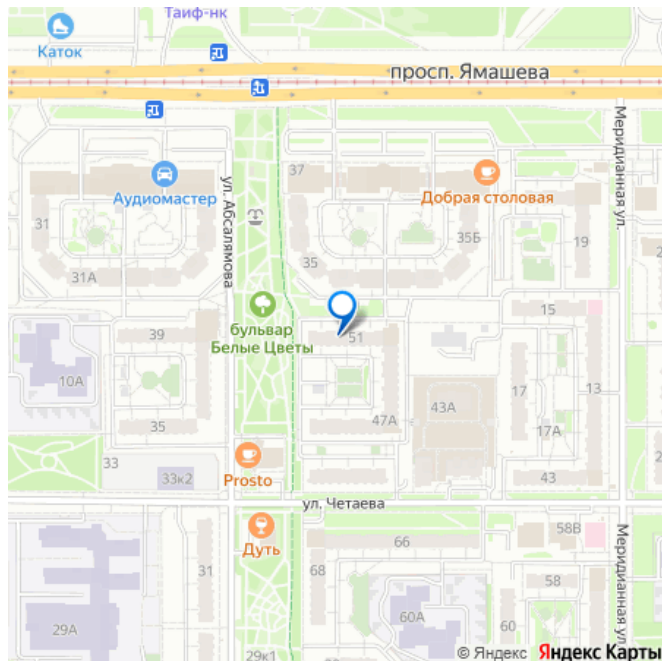 Таиф-нк
Каток
просп. Ямашева
Меридианная ул.
37
Аудиомастер
ул. Абсалямова
Добрая столовая
31
35Б
19
35
31А
15
бульвар
Белые Цветы
39
51
10А
17
13
43А
47А
35
17А
33
33к2
Prosto
43
ул. Четаева
58В
Дуть
66
Меридианная ул.
31
68
58
60А
29А
60
29к1
© Яндекс Яндекс Карты